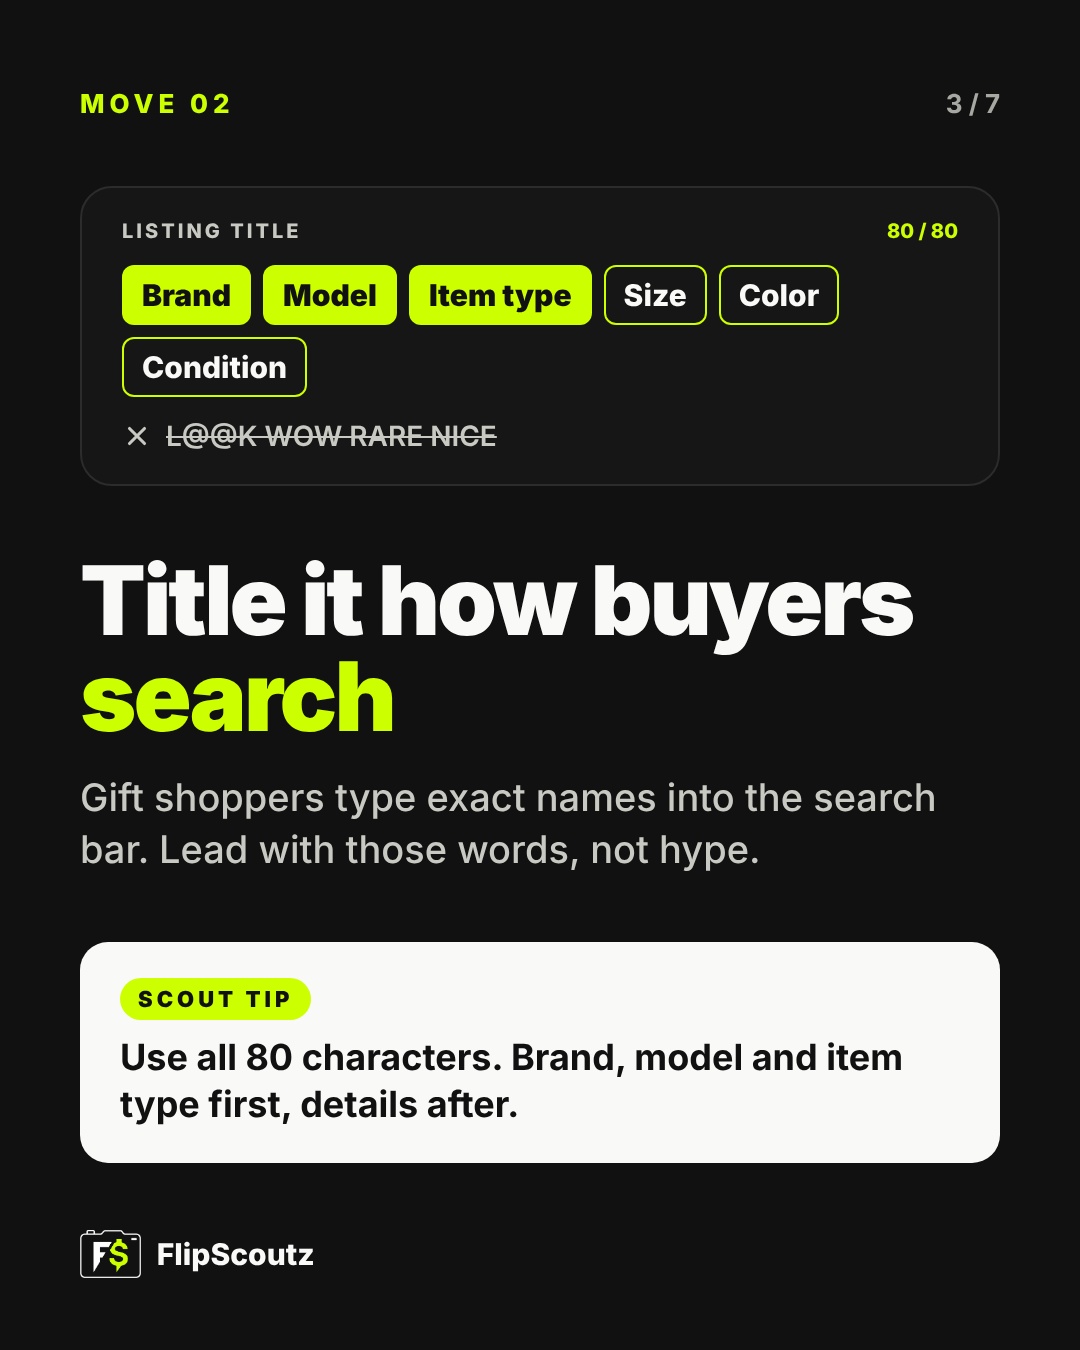 MOVE 02
3 / 7
LISTING TITLE
80 / 80
Brand Model Item type Size Color
Condition
× L@@K WOW RARE NICE
Title it how buyers
search
Gift shoppers type exact names into the search
bar. Lead with those words, not hype.
SCOUT TIP
Use all 80 characters. Brand, model and item
type first, details after.
F$ FlipScoutz